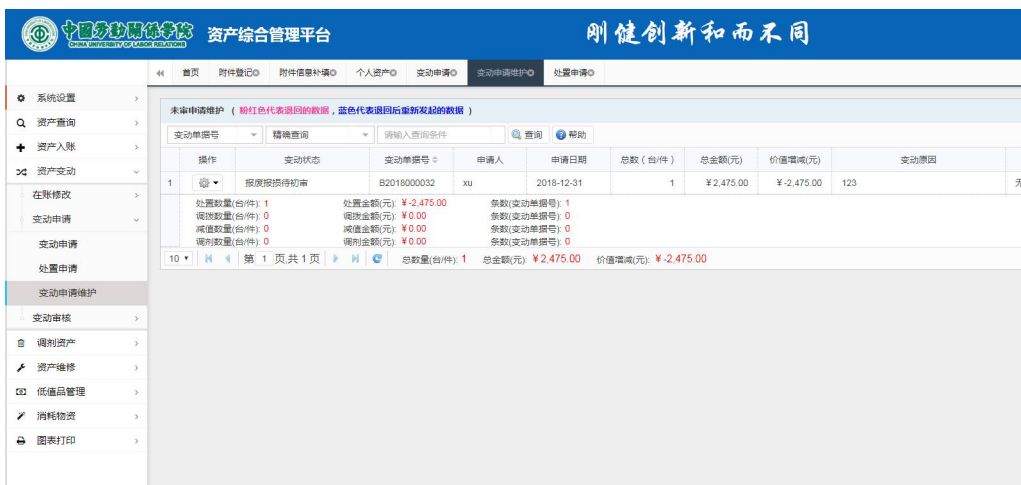 中国劳动關係学院 资产综合管理平台 刚健创新和而不同
CHINA UNIVERSITY OF LABOR RELATIONS
首页 附件登记 附件信息补填 个人资产 变动申请 变动申请维护 处置申请
系统设置
资产查询
资产入账
资产变动
在账修改
变动申请
变动申请
处置申请
变动申请维护
变动审核
调剂资产
资产维修
低值品管理
消耗物资
图表打印
未审申请维护 ( 粉红色代表退回的数据 , 蓝色代表退回后重新发起的数据 )
变动单据号 精确查询 请输入查询条件 查询 帮助
操作 变动状态 变动单据号 申请人 申请日期 总数(台/件) 总金额(元) 价值增减(元) 变动原因
1 报废报损待初审 B2018000032 xu 2018-12-31 1 ¥2,475.00 ¥-2,475.00 123
处置数量(台/件): 1 处置金额(元): ¥-2,475.00 条数(变动单据号): 1
调拨数量(台/件): 0 调拨金额(元): ¥0.00 条数(变动单据号): 0
减值数量(台/件): 0 减值金额(元): ¥0.00 条数(变动单据号): 0
调剂数量(台/件): 0 调剂金额(元): ¥0.00 条数(变动单据号): 0
10 第 1 页,共1页 总数量(台/件): 1 总金额(元): ¥2,475.00 价值增减(元): ¥-2,475.00